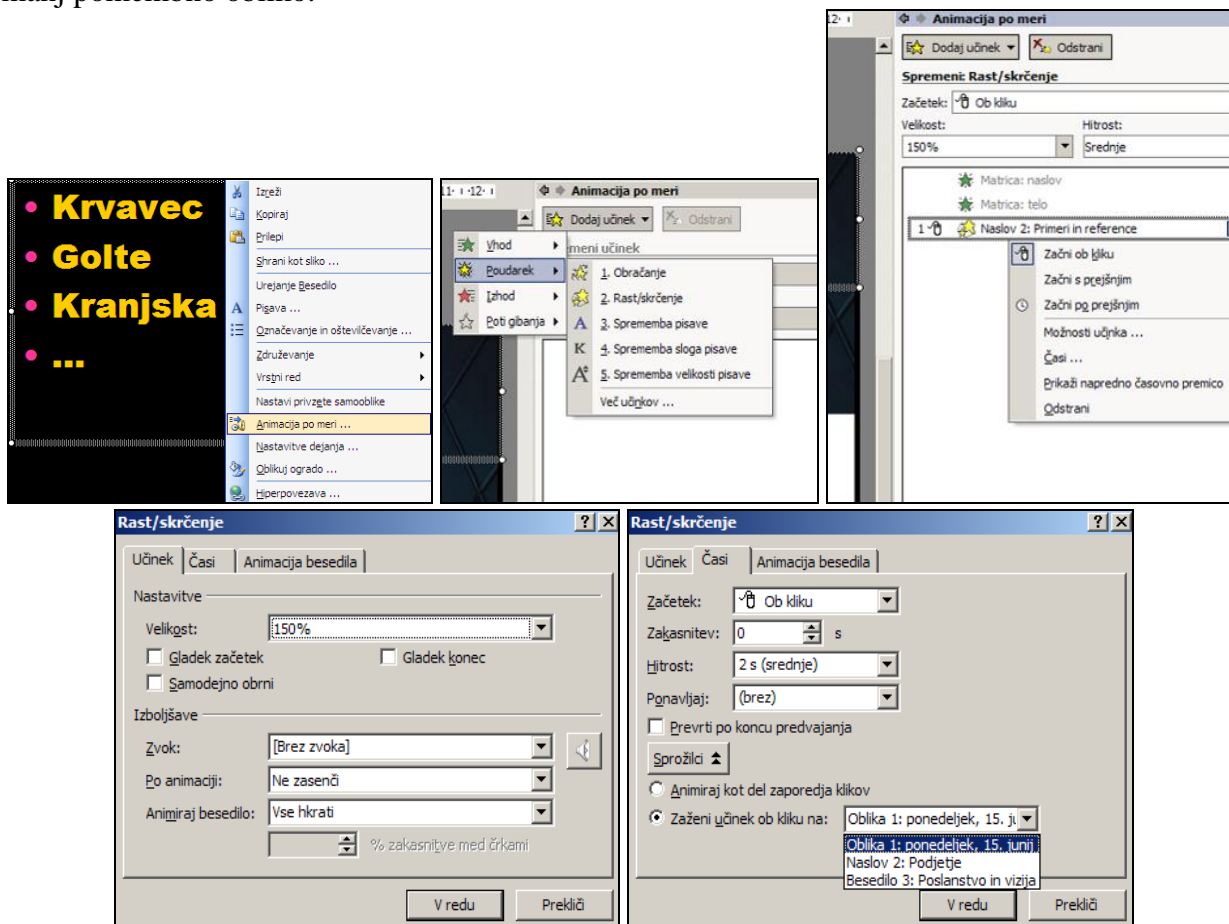 • Krvavec
• Golte
• Kranjska
• ...
Izreži
Kopiraj
Prilepi
Shrani kot sliko ...
Urejanje Besedilo
Pisava ...
Označevanje in oštevilčevanje ...
Združevanje
Vrstni red
Nastavi privzete samooblike
Animacija po meri ...
Nastavitve dejanja ...
Oblikuj ogrado ...
Hiperpovezava ...
11 · 12 ·
Animacija po meri
Dodaj učinek
Odstrani
meni učinek
Vhod
Poudarek
Izhod
Poti gibanja
1. Obračanje
2. Rast/skrčenje
3. Sprememba pisave
4. Sprememba sloga pisave
5. Sprememba velikosti pisave
Več učinkov ...
12 ·
Animacija po meri
Dodaj učinek
Odstrani
Spremeni: Rast/skrčenje
Začetek: Ob kliku
Velikost: Hitrost:
150% Srednje
Matrica: naslov
Matrica: telo
1 Naslov 2: Primeri in reference
Začni ob kliku
Začni s prejšnjim
Začni po prejšnjim
Možnosti učinka ...
Časi ...
Prikaži napredno časovno premico
Odstrani
Rast/skrčenje
Učinek Časi Animacija besedila
Nastavitve
Velikost: 150%
Gladek začetek Gladek konec
Samodejno obrni
Izboljšave
Zvok: [Brez zvoka]
Po animaciji: Ne zasenči
Animiraj besedilo: Vse hkrati
% zakasnitve med črkami
V redu Prekliči
Rast/skrčenje
Učinek Časi Animacija besedila
Začetek: Ob kliku
Zakasnitev: 0 s
Hitrost: 2 s (srednje)
Ponavljaj: (brez)
Prevrti po koncu predvajanja
Sprožilci
Animiraj kot del zaporedja klikov
Zaženi učinek ob kliku na: Oblika 1: ponedeljek, 15. ju
Oblika 1: ponedeljek, 15. junij
Naslov 2: Podjetje
Besedilo 3: Poslanstvo in vizija
V redu Prekliči